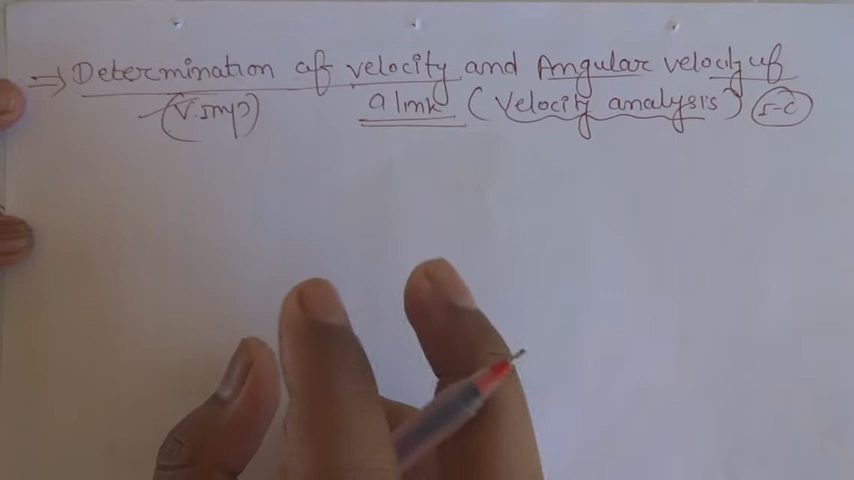 ⇒ Determination of velocity and Angular velocity of
(V.Imp) a link (Velocity analysis) I-C